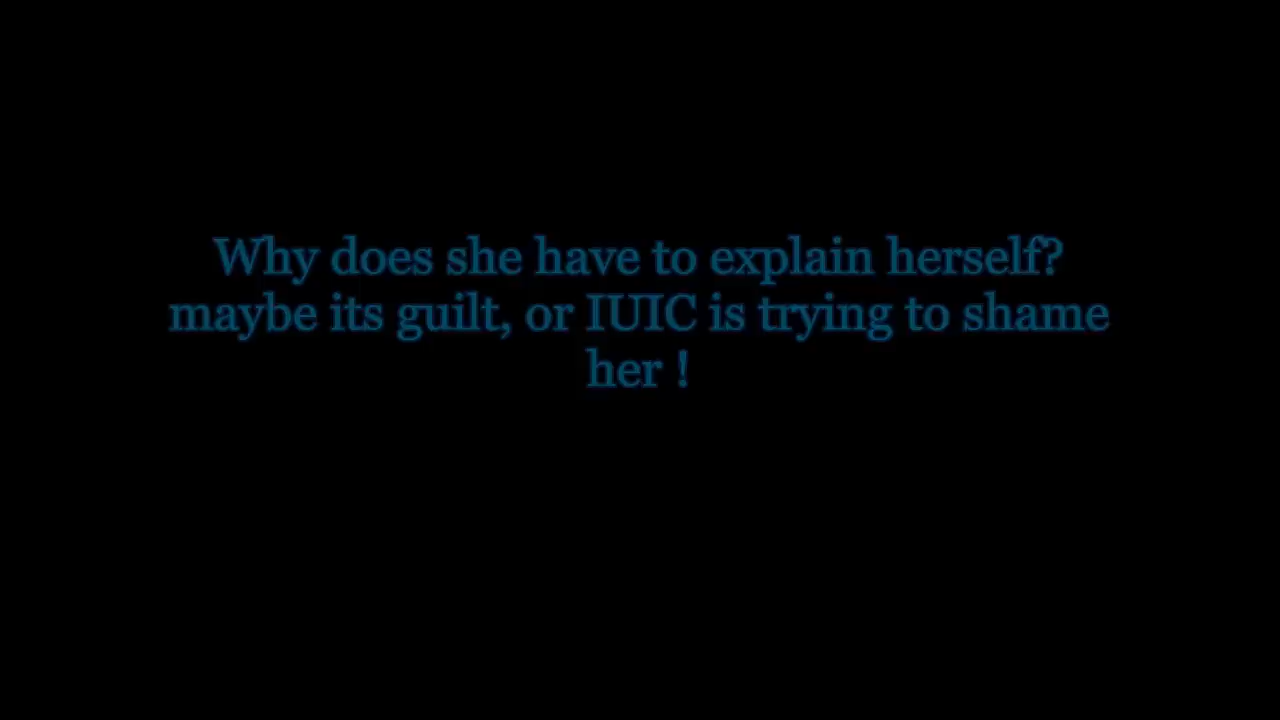 Why does she have to explain herself?
maybe its guilt, or IUIC is trying to shame
her !